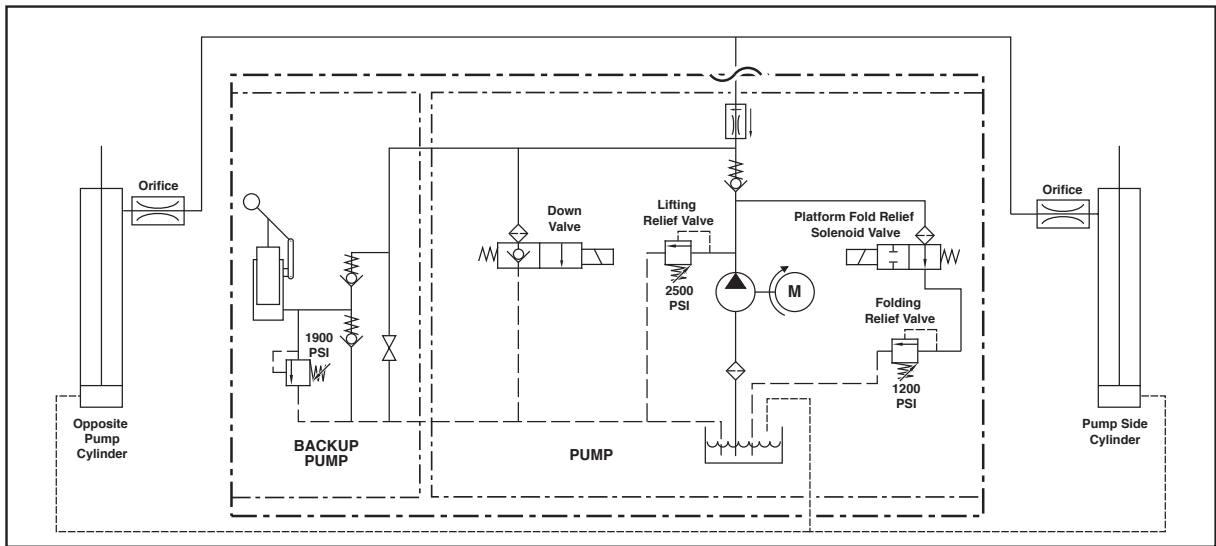 Orifice
Opposite
Pump
Cylinder
1900
PSI
BACKUP
PUMP
Down
Valve
PUMP
Lifting
Relief Valve
2500
PSI
M
Platform Fold Relief
Solenoid Valve
Folding
Relief Valve
1200
PSI
Orifice
Pump Side
Cylinder